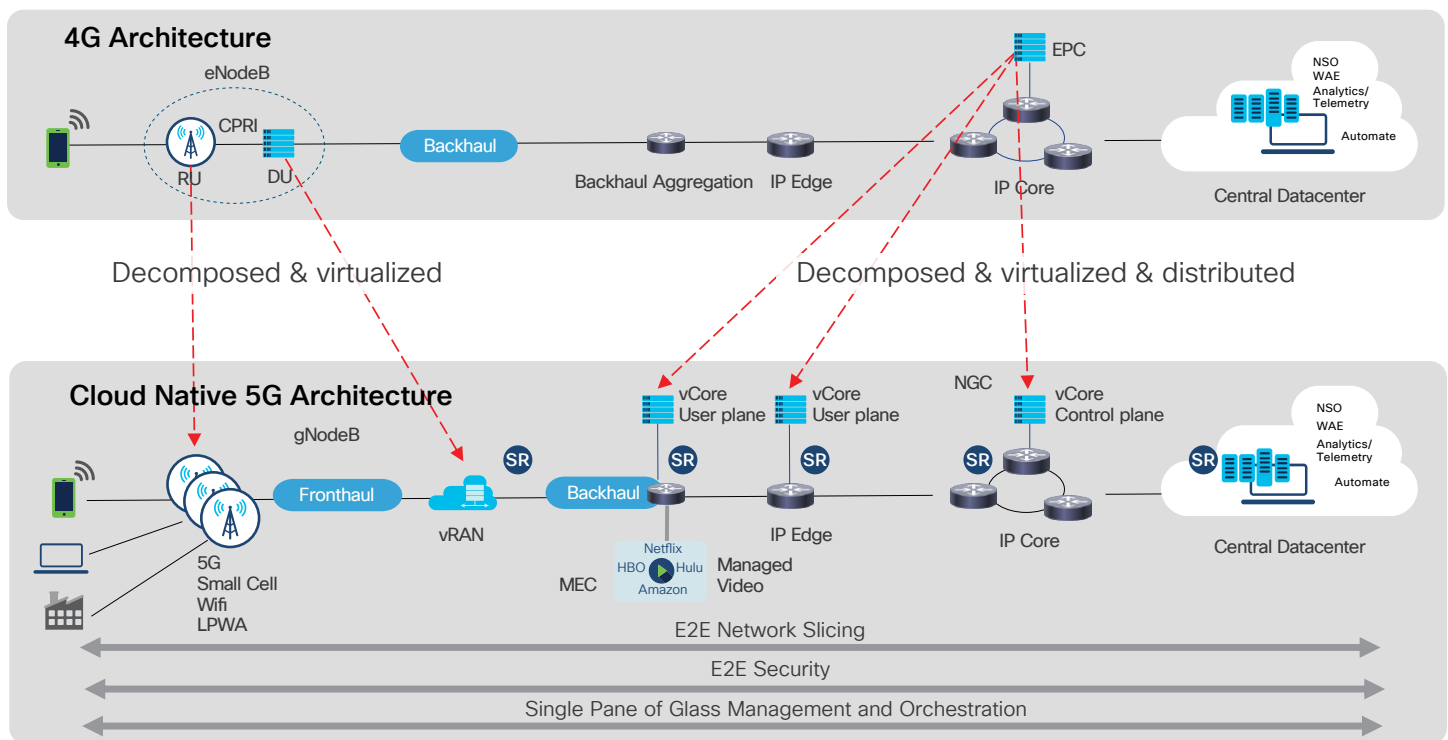 4G Architecture
eNodeB
CPRI
RU
DU
Backhaul
Backhaul Aggregation
IP Edge
EPC
IP Core
NSO
WAE
Analytics/
Telemetry
Automate
Central Datacenter
Decomposed & virtualized
Decomposed & virtualized & distributed
Cloud Native 5G Architecture
gNodeB
5G
Small Cell
Wifi
LPWA
Fronthaul
vRAN
SR
Backhaul
vCore
User plane
SR
MEC
Netflix
HBO
Hulu
Amazon
Managed
Video
vCore
User plane
SR
IP Edge
NGC
vCore
Control plane
SR
IP Core
SR
NSO
WAE
Analytics/
Telemetry
Automate
Central Datacenter
E2E Network Slicing
E2E Security
Single Pane of Glass Management and Orchestration